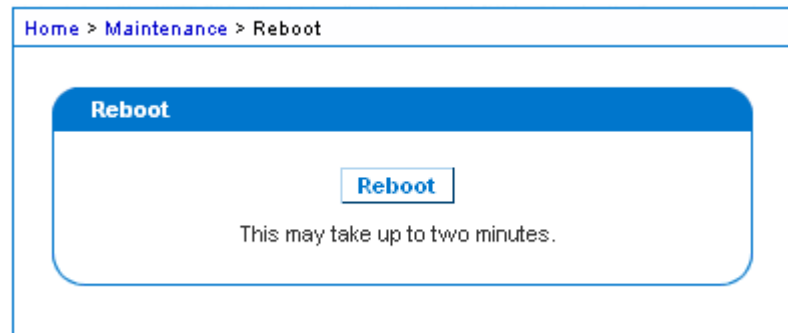 Home > Maintenance > Reboot
Reboot
Reboot
This may take up to two minutes.